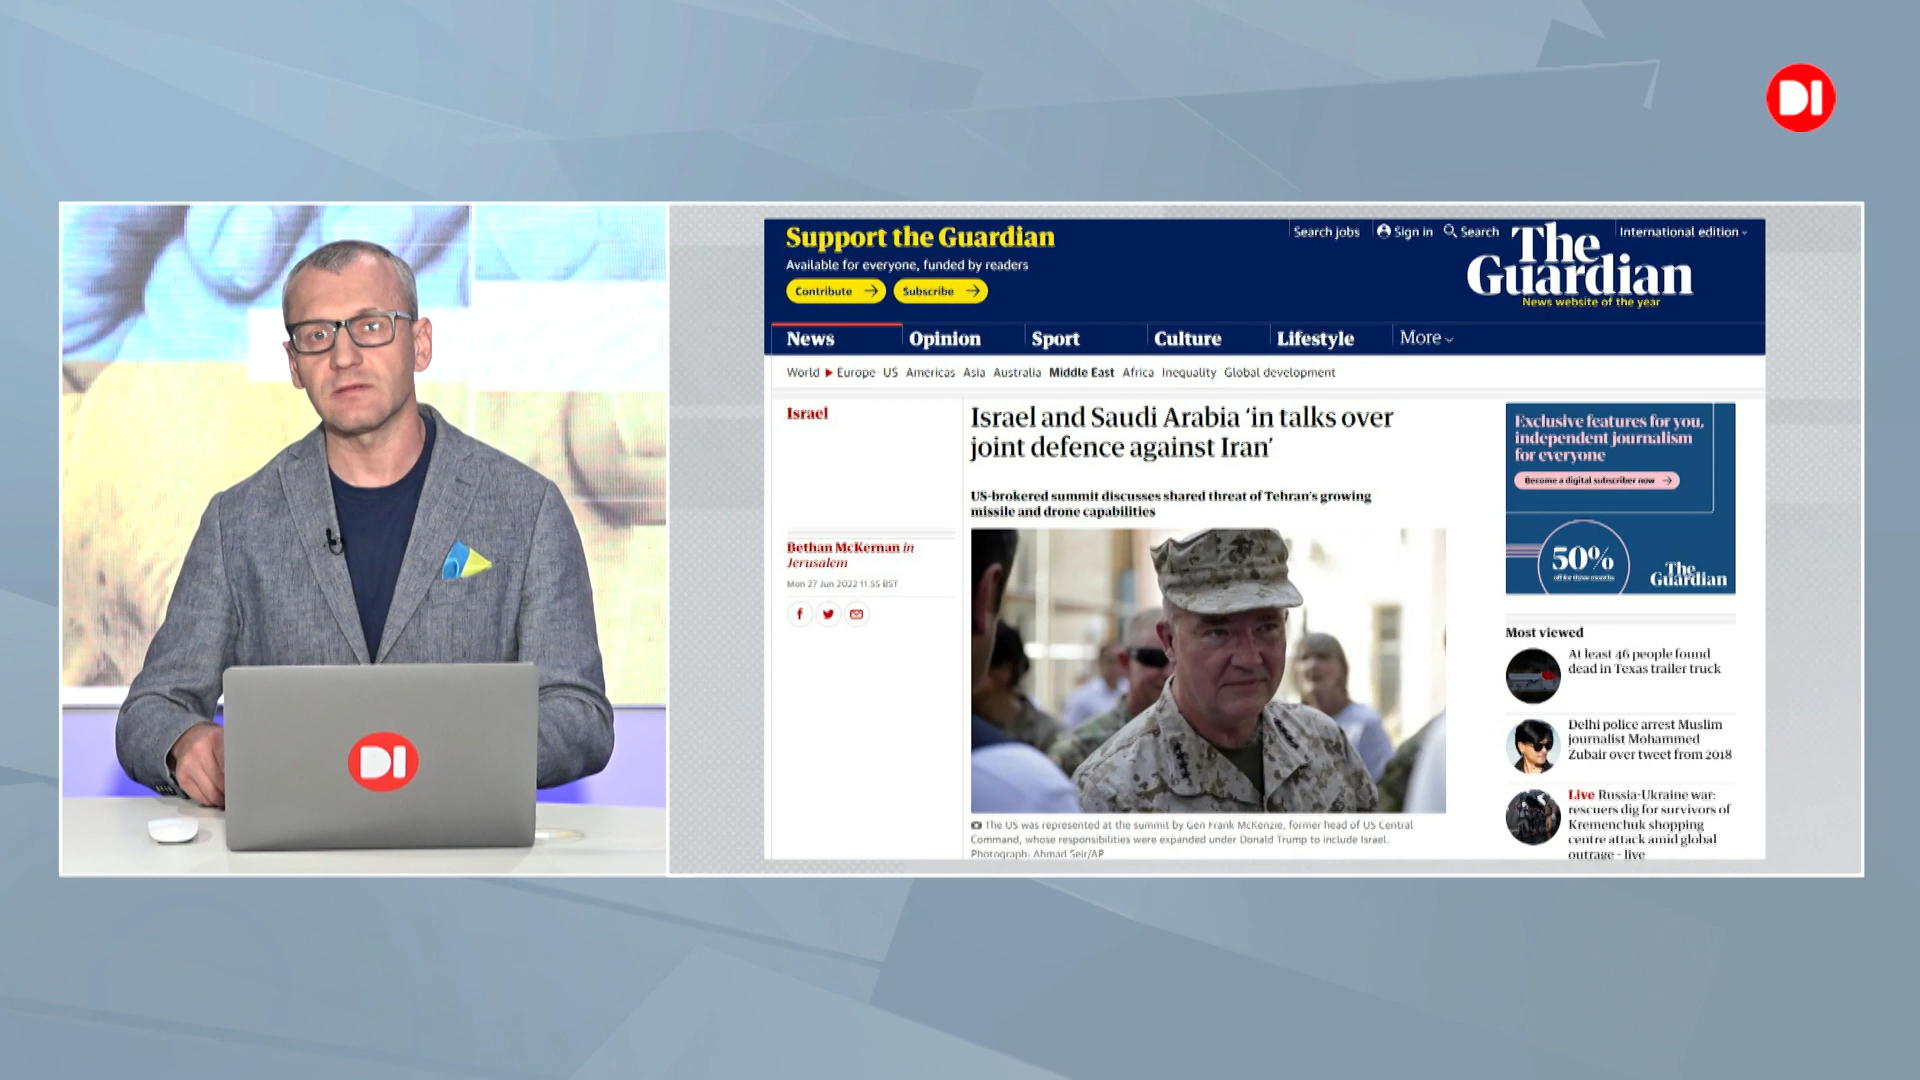 DI
DI
Support the Guardian
Available for everyone, funded by readers
Contribute
Subscribe
Search jobs
Sign in
Search
International edition
The
Guardian
News website of the year
News
Opinion
Sport
Culture
Lifestyle
More
World Europe US Americas Asia Australia Middle East Africa Inequality Global development
Israel
Israel and Saudi Arabia ‘in talks over
joint defence against Iran’
US-brokered summit discusses shared threat of Tehran’s growing
missile and drone capabilities
Bethan McKernan in
Jerusalem
Mon 27 Jun 2022 11.55 BST
The US was represented at the summit by Gen Frank McKenzie, former head of US Central
Command, whose responsibilities were expanded under Donald Trump to include Israel.
Photograph: Ahmad Seir/AP
Exclusive features for you,
independent journalism
for everyone
Become a digital subscriber now
50%
off for three months
The
Guardian
Most viewed
At least 46 people found
dead in Texas trailer truck
Delhi police arrest Muslim
journalist Mohammed
Zubair over tweet from 2018
Live Russia-Ukraine war:
rescuers dig for survivors of
Kremenchuk shopping
centre attack amid global
outrage – live